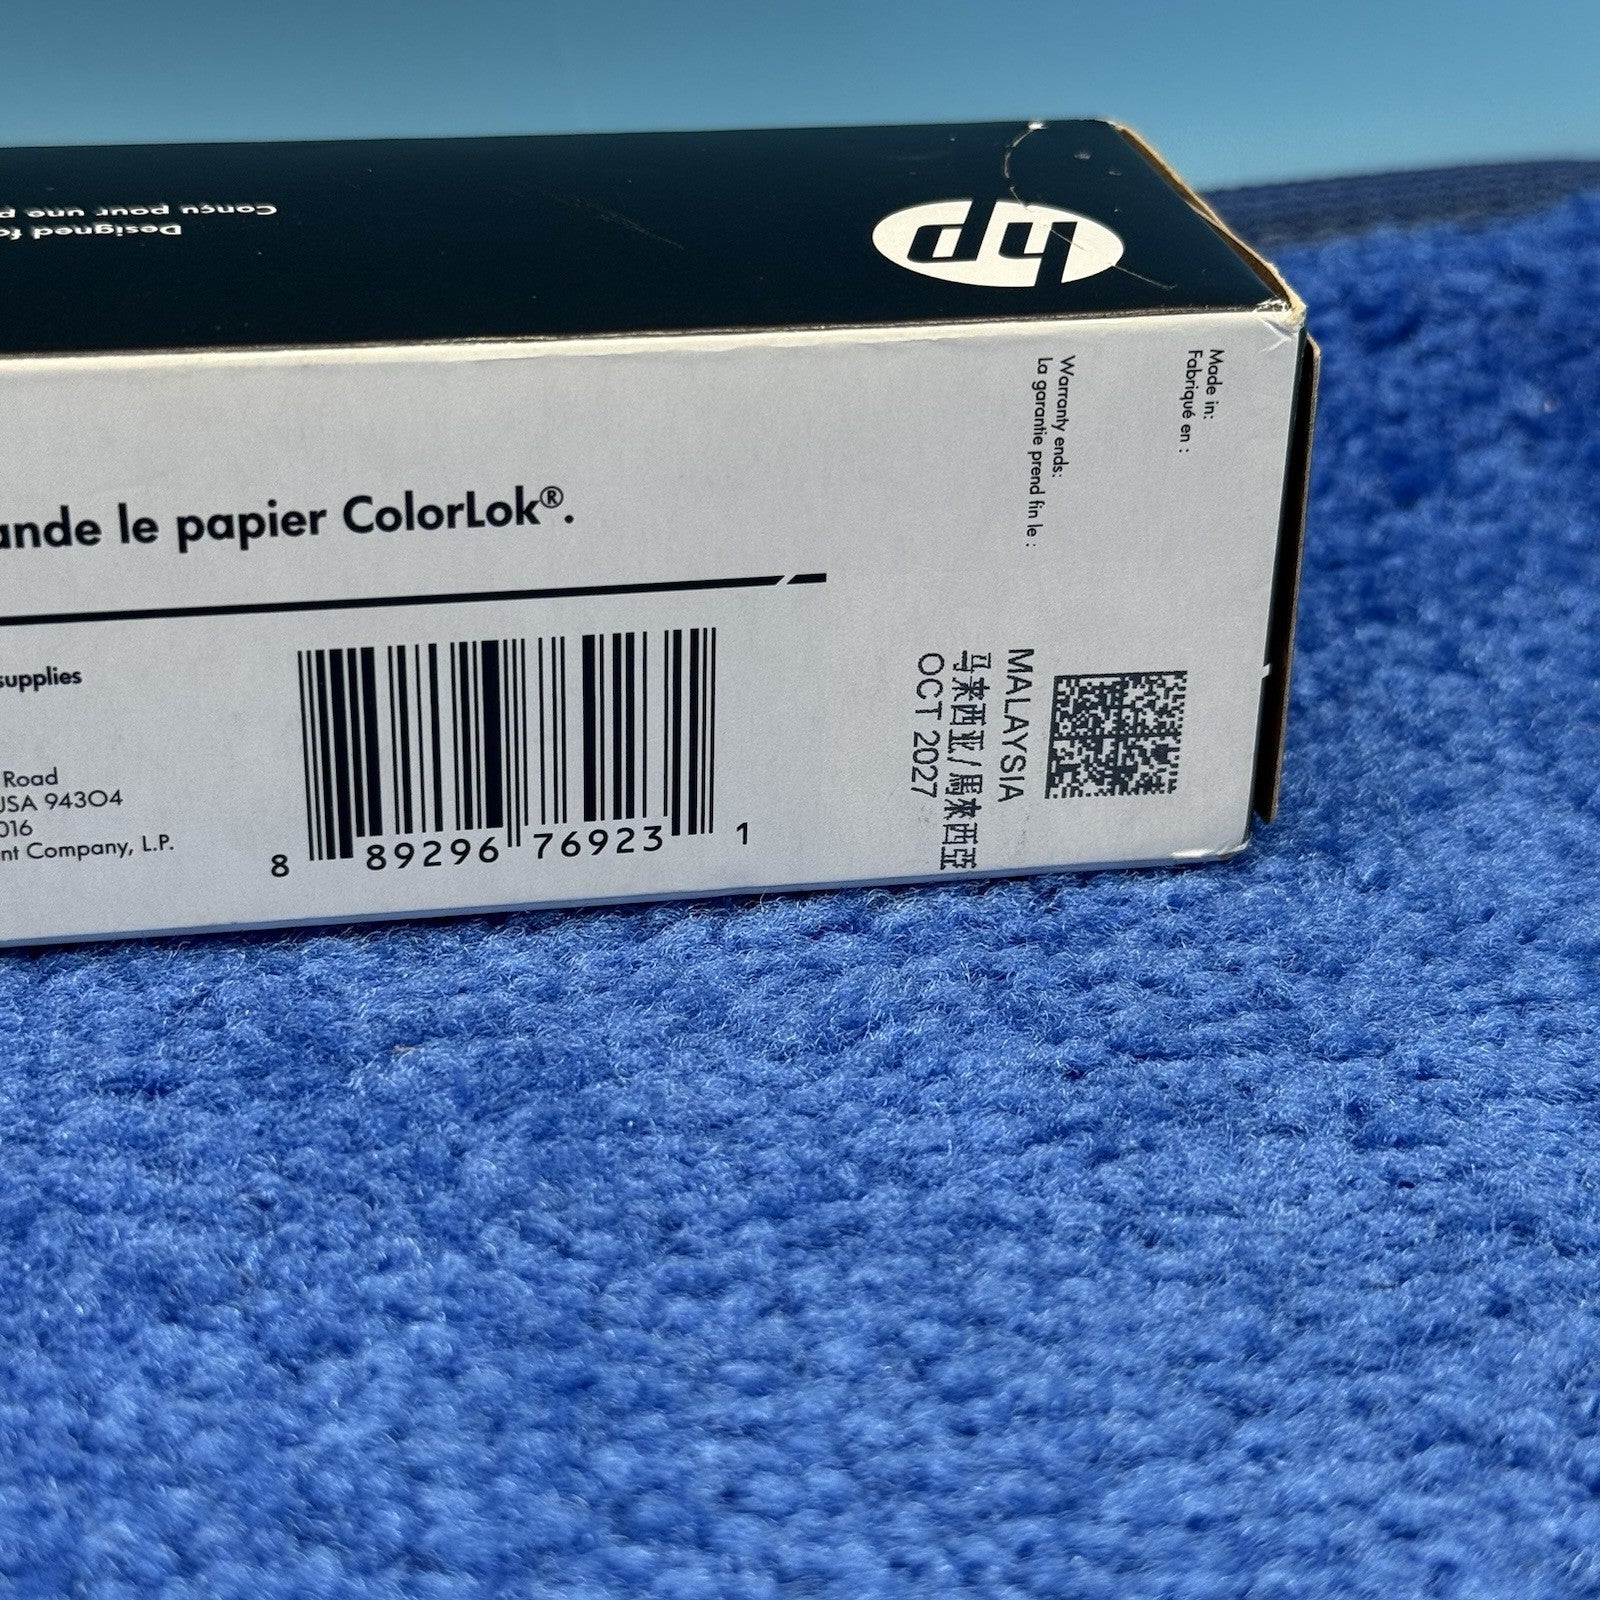 Conçu pour une p
Designed fo
hp
Made in:
Fabriqué en :
Warranty ends:
La garantie prend fin le :
ande le papier ColorLok®.
supplies
Road
USA 94304
016
nt Company, L.P.
8 89296 76923 1
MALAYSIA
马来西亚/馬來西亞
OCT 2027